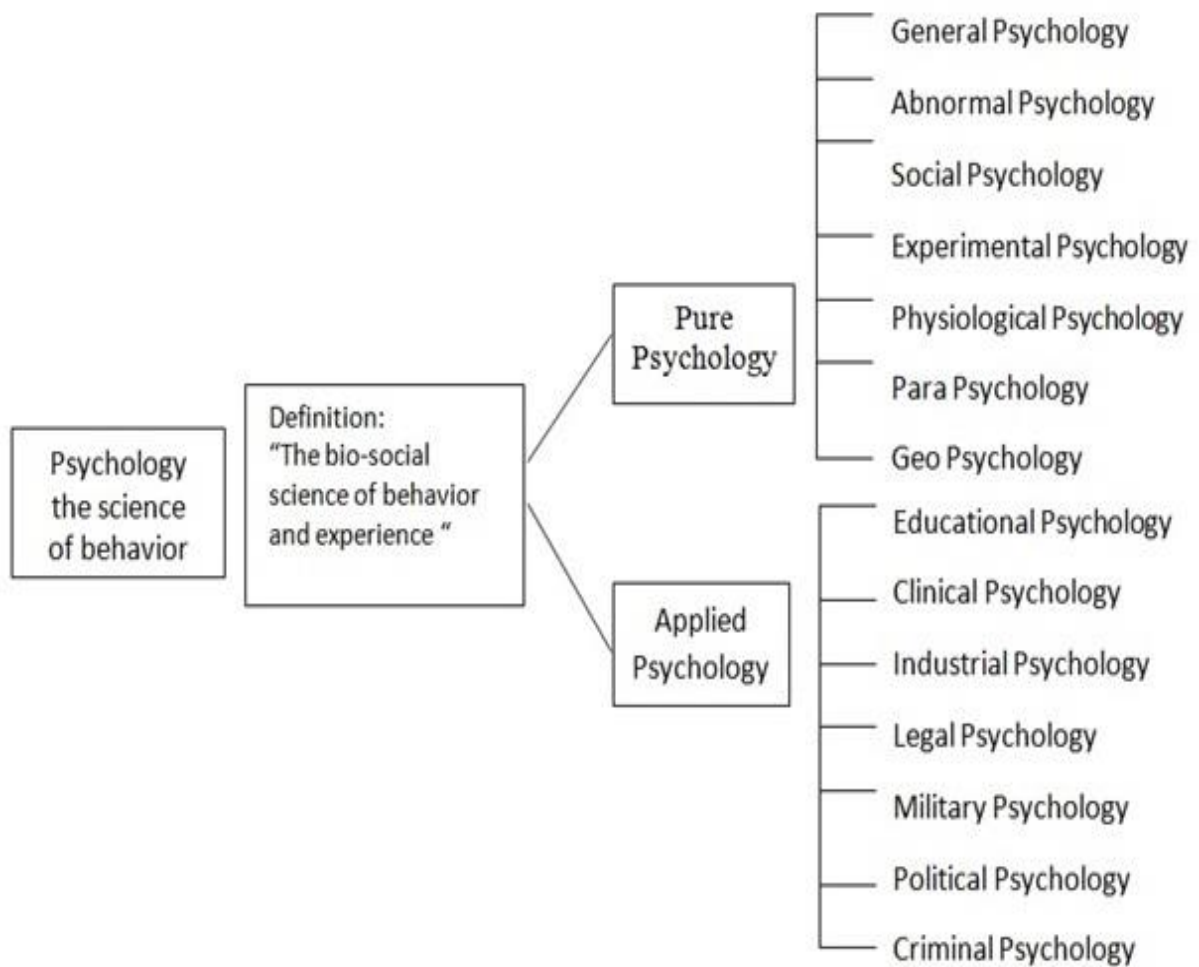 Psychology
the science
of behavior
Definition:
“The bio-social
science of behavior
and experience “
Pure
Psychology
General Psychology
Abnormal Psychology
Social Psychology
Experimental Psychology
Physiological Psychology
Para Psychology
Geo Psychology
Applied
Psychology
Educational Psychology
Clinical Psychology
Industrial Psychology
Legal Psychology
Military Psychology
Political Psychology
Criminal Psychology